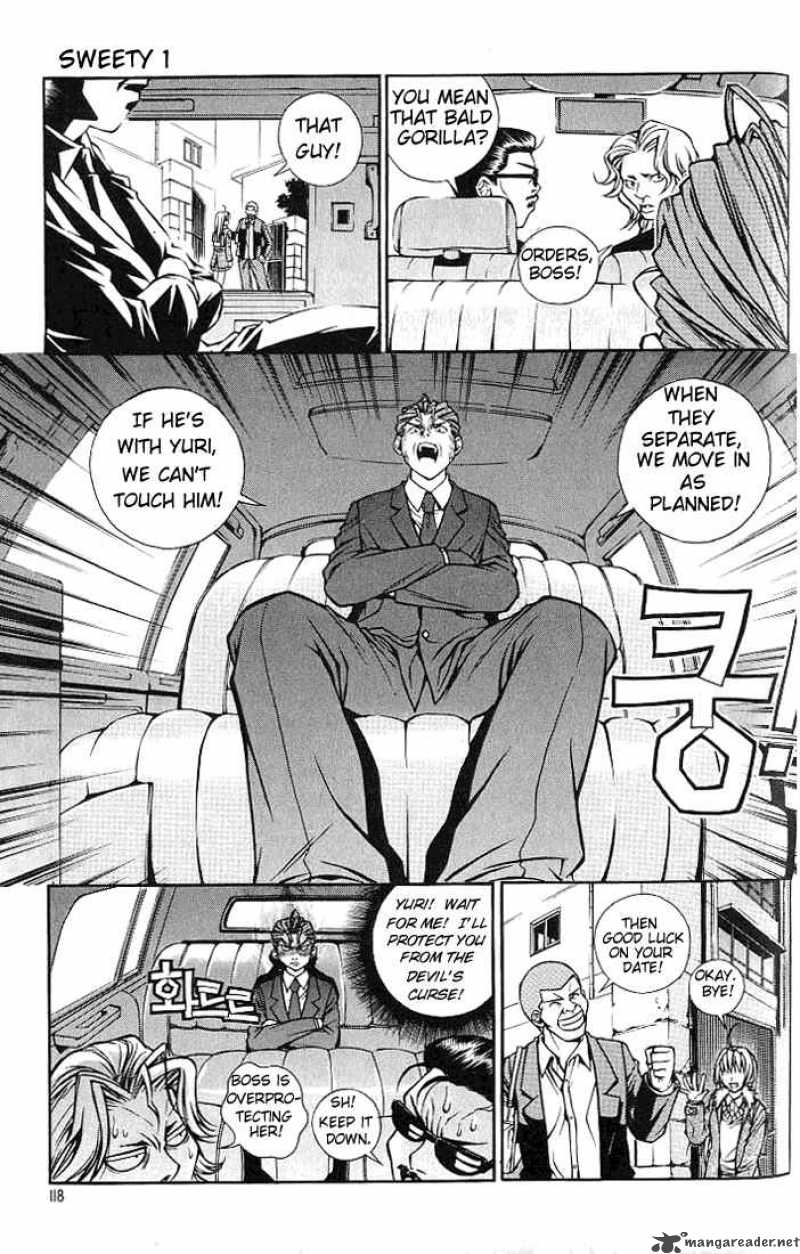 SWEETY 1
THAT
GUY!
YOU MEAN
THAT BALD
GORILLA?
ORDERS,
BOSS!
IF HE'S
WITH YURI,
WE CAN'T
TOUCH HIM!
WHEN
THEY
SEPARATE,
WE MOVE IN
AS
PLANNED!
쿵!
YURI! WAIT
FOR ME! I'LL
PROTECT YOU
FROM THE
DEVIL'S
CURSE!
화르르
BOSS IS
OVERPRO-
TECTING
HER!
SH!
KEEP IT
DOWN.
THEN
GOOD LUCK
ON YOUR
DATE!
OKAY.
BYE!
118
mangareader.net